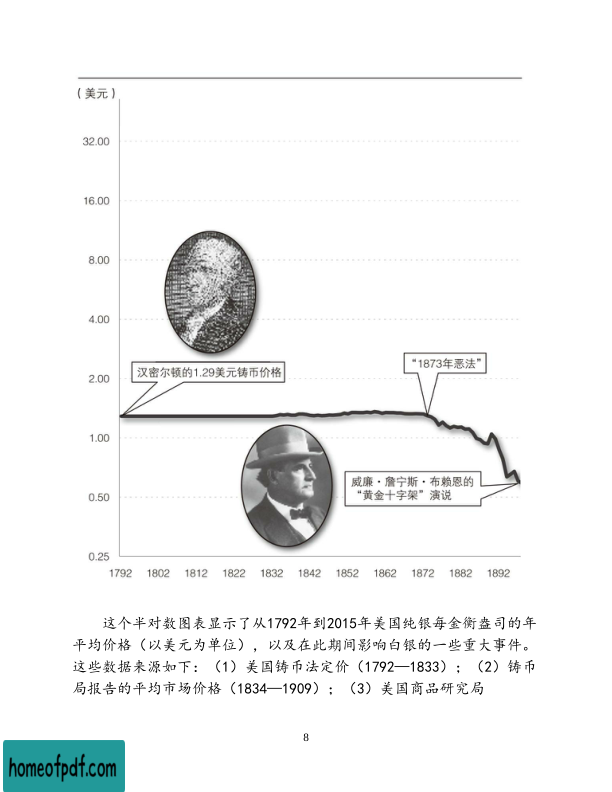 （美元）
32.00
16.00
8.00
4.00
汉密尔顿的1.29美元铸币价格
“1873年恶法”
2.00
1.00
威廉·詹宁斯·布赖恩的
“黄金十字架”演说
0.50
0.25
1792 1802 1812 1822 1832 1842 1852 1862 1872 1882 1892
这个半对数图表显示了从1792年到2015年美国纯银每金衡盎司的年
平均价格（以美元为单位），以及在此期间影响白银的一些重大事件。
这些数据来源如下：（1）美国铸币法定价（1792—1833）；（2）铸币
局报告的平均市场价格（1834—1909）；（3）美国商品研究局
8
homeofpdf.com